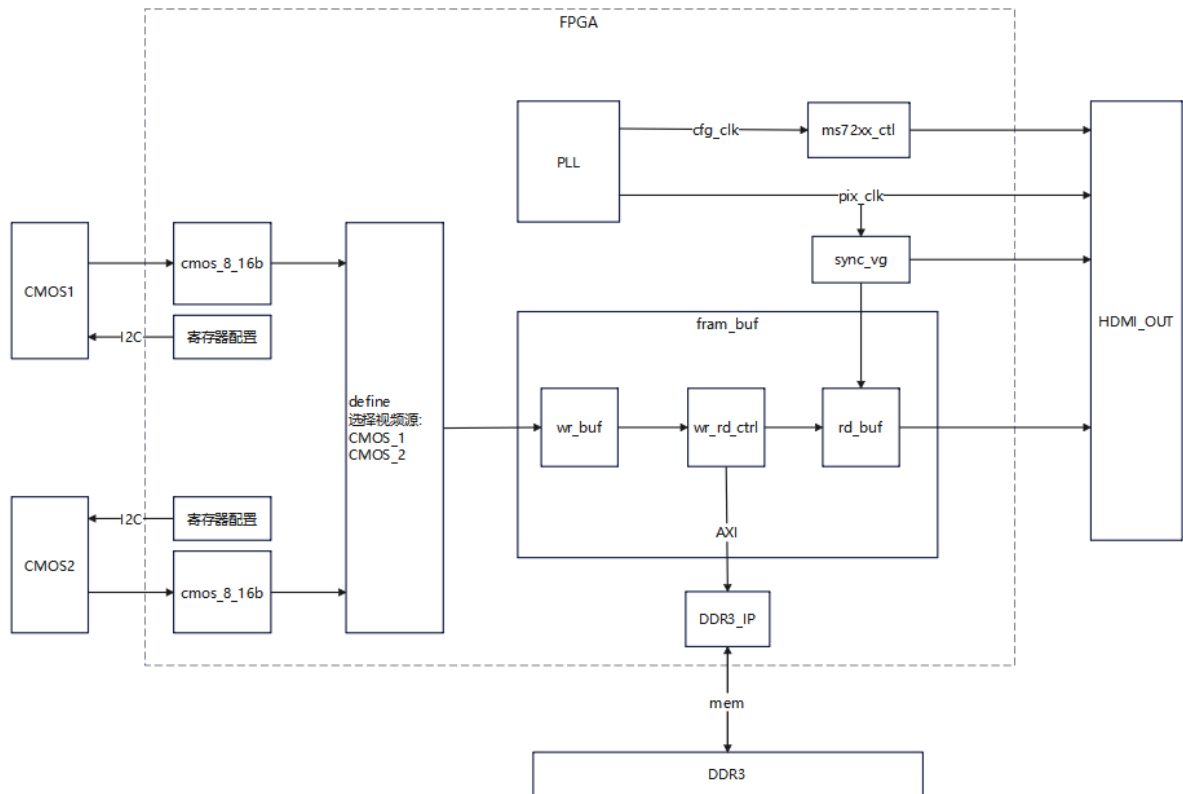 FPGA
PLL
cfg_clk
ms72xx_ctl
pix_clk
sync_vg
HDMI_OUT
CMOS1
cmos_8_16b
I2C
寄存器配置
define
选择视频源:
CMOS_1
CMOS_2
fram_buf
wr_buf
wr_rd_ctrl
rd_buf
AXI
CMOS2
I2C
寄存器配置
cmos_8_16b
DDR3_IP
mem
DDR3